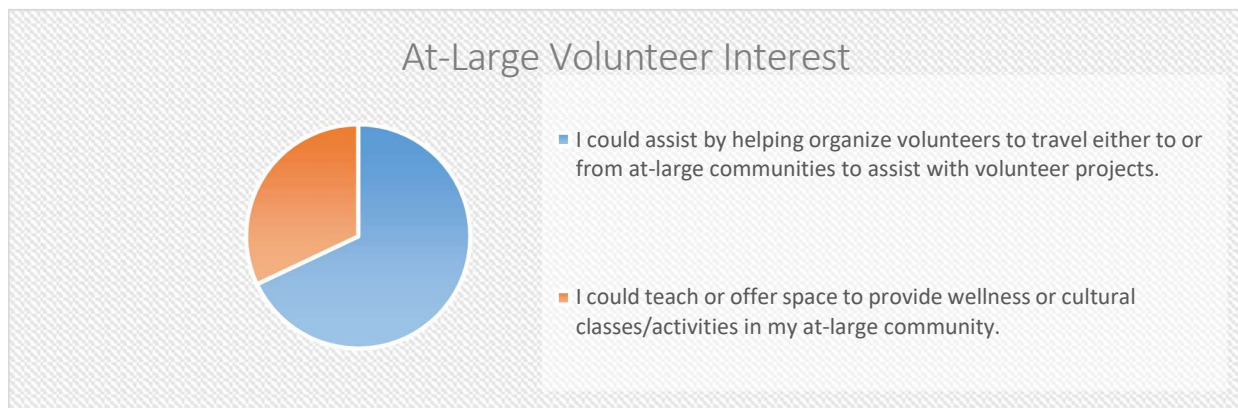 At-Large Volunteer Interest
I could assist by helping organize volunteers to travel either to or
from at-large communities to assist with volunteer projects.
I could teach or offer space to provide wellness or cultural
classes/activities in my at-large community.